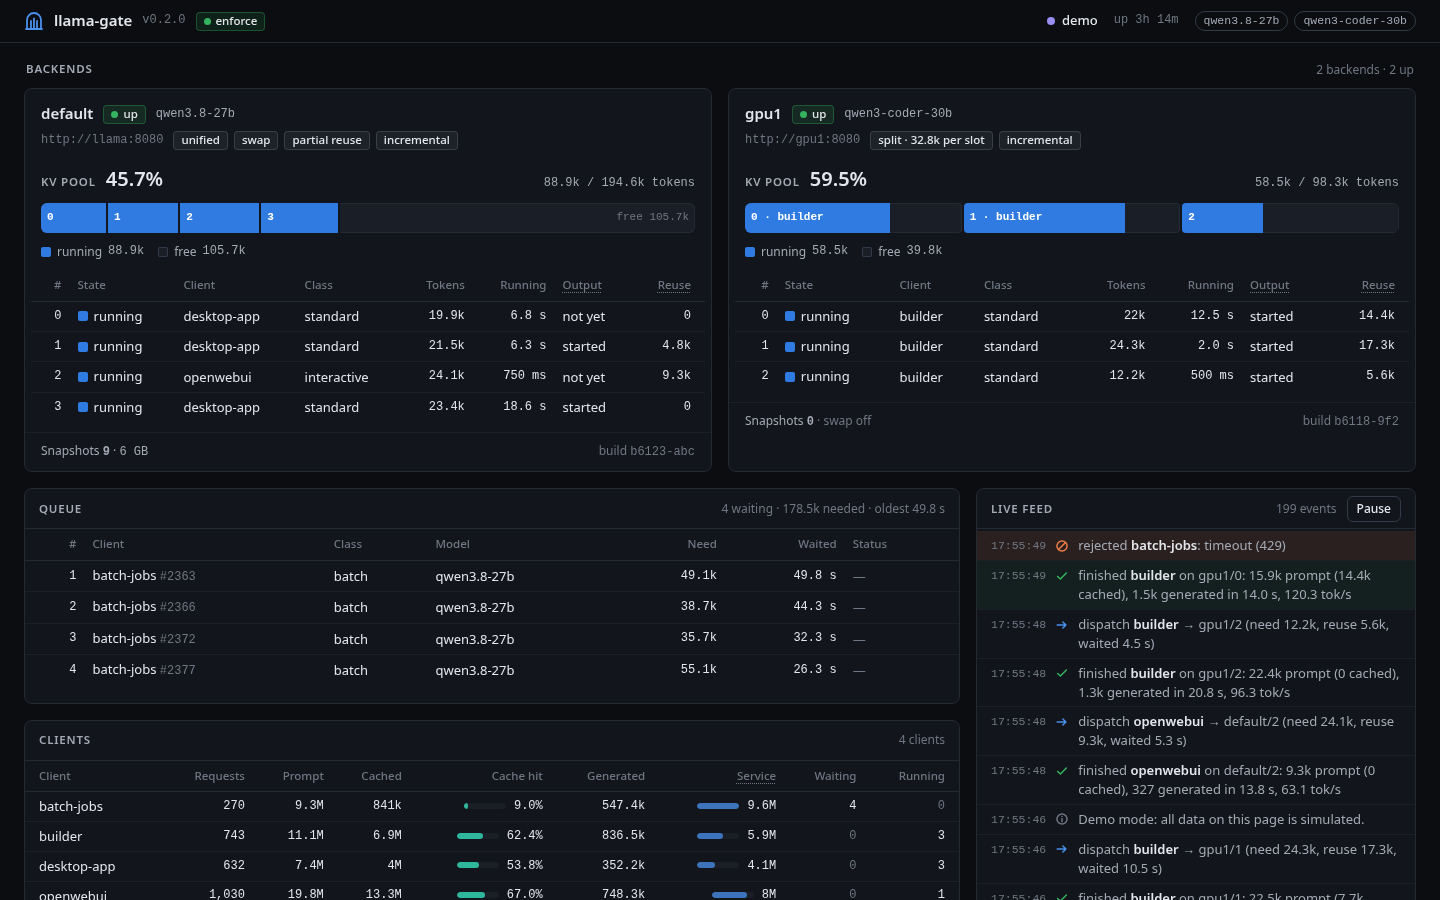 llama-gate v0.2.0 enforce demo up 3h 14m qwen3.8-27b qwen3-coder-30b
BACKENDS 2 backends · 2 up
default up qwen3.8-27b
http://llama:8080 unified swap partial reuse incremental
KV POOL 45.7% 88.9k / 194.6k tokens
0 1 2 3 free 105.7k
running 88.9k free 105.7k
# State Client Class Tokens Running Output Reuse
0 running desktop-app standard 19.9k 6.8 s not yet 0
1 running desktop-app standard 21.5k 6.3 s started 4.8k
2 running openwebui interactive 24.1k 750 ms not yet 9.3k
3 running desktop-app standard 23.4k 18.6 s started 0
Snapshots 9 · 6 GB build b6123-abc
gpu1 up qwen3-coder-30b
http://gpu1:8080 split · 32.8k per slot incremental
KV POOL 59.5% 58.5k / 98.3k tokens
0 · builder 1 · builder 2
running 58.5k free 39.8k
# State Client Class Tokens Running Output Reuse
0 running builder standard 22k 12.5 s started 14.4k
1 running builder standard 24.3k 2.0 s started 17.3k
2 running builder standard 12.2k 500 ms started 5.6k
Snapshots 0 · swap off build b6118-9f2
QUEUE 4 waiting · 178.5k needed · oldest 49.8 s
# Client Class Model Need Waited Status
1 batch-jobs #2363 batch qwen3.8-27b 49.1k 49.8 s —
2 batch-jobs #2366 batch qwen3.8-27b 38.7k 44.3 s —
3 batch-jobs #2372 batch qwen3.8-27b 35.7k 32.3 s —
4 batch-jobs #2377 batch qwen3.8-27b 55.1k 26.3 s —
CLIENTS 4 clients
Client Requests Prompt Cached Cache hit Generated Service Waiting Running
batch-jobs 270 9.3M 841k 9.0% 547.4k 9.6M 4 0
builder 743 11.1M 6.9M 62.4% 836.5k 5.9M 0 3
desktop-app 632 7.4M 4M 53.8% 352.2k 4.1M 0 3
openwebui 1,030 19.8M 13.3M 67.0% 748.3k 8M 0 1
LIVE FEED 199 events Pause
17:55:49 rejected batch-jobs: timeout (429)
17:55:49 finished builder on gpu1/0: 15.9k prompt (14.4k
cached), 1.5k generated in 14.0 s, 120.3 tok/s
17:55:48 dispatch builder → gpu1/2 (need 12.2k, reuse 5.6k,
waited 4.5 s)
17:55:48 finished builder on gpu1/2: 22.4k prompt (0 cached),
1.3k generated in 20.8 s, 96.3 tok/s
17:55:48 dispatch openwebui → default/2 (need 24.1k, reuse
9.3k, waited 5.3 s)
17:55:48 finished openwebui on default/2: 9.3k prompt (0
cached), 327 generated in 13.8 s, 63.1 tok/s
17:55:46 Demo mode: all data on this page is simulated.
17:55:46 dispatch builder → gpu1/1 (need 24.3k, reuse 17.3k,
waited 10.5 s)
17:55:46 finished builder on gpu1/1: 22.5k prompt (7.7k